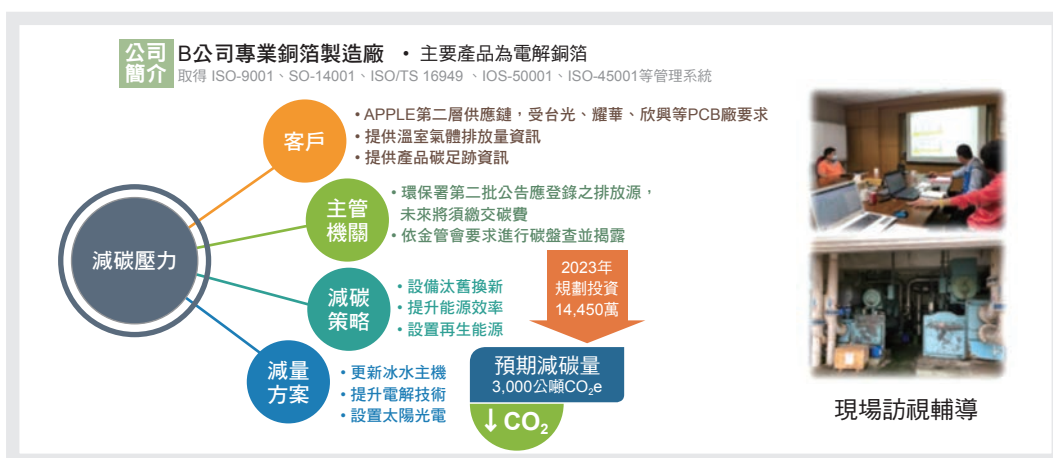 公司
簡介
B公司專業銅箔製造廠 • 主要產品為電解銅箔
取得 ISO-9001、SO-14001、ISO/TS 16949 、IOS-50001、ISO-45001等管理系統
減碳壓力
客戶
• APPLE第二層供應鏈，受台光、耀華、欣興等PCB廠要求
• 提供溫室氣體排放量資訊
• 提供產品碳足跡資訊
主管
機關
• 環保署第二批公告應登錄之排放源，
未來將須繳交碳費
• 依金管會要求進行碳盤查並揭露
減碳
策略
• 設備汰舊換新
• 提升能源效率
• 設置再生能源
2023年
規劃投資
14,450萬
減量
方案
• 更新冰水主機
• 提升電解技術
• 設置太陽光電
預期減碳量
3,000公噸CO₂e
↓CO₂
現場訪視輔導